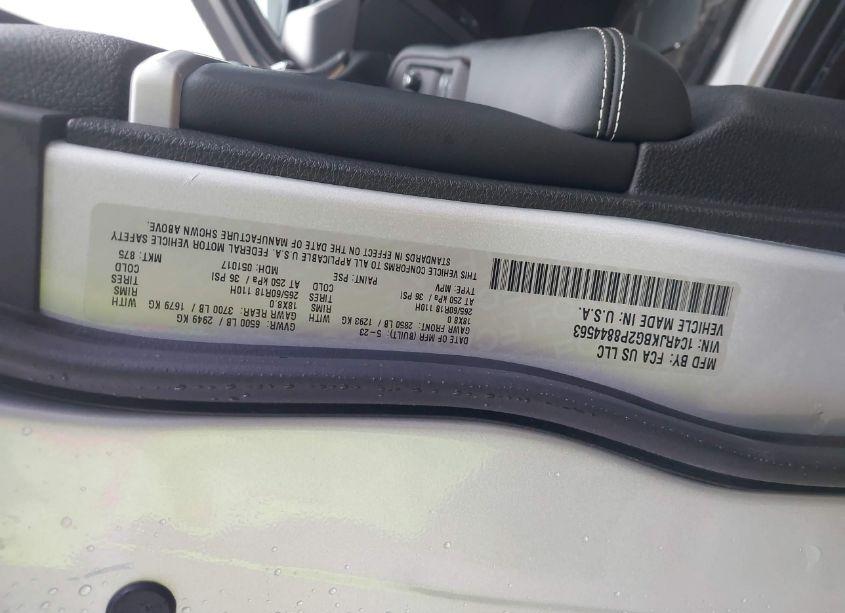 MFD BY: FCA US LLC
DATE OF MFR (BUILT): 5-23
GVWR: 6500 LB / 2949 KG
GAWR FRONT: 2850 LB / 1293 KG WITH
18X8.0 RIMS
265/60R18 110H TIRES
AT 250 kPa / 36 PSI COLD
GAWR REAR: 3700 LB / 1679 KG WITH
18X8.0 RIMS
265/60R18 110H TIRES
AT 250 kPa / 36 PSI COLD
VIN: 1C4RJKBG2P8844563
VEHICLE MADE IN: U.S.A.
TYPE: MPV
PAINT: PSE
MDH: 051017
MKT: 875
THIS VEHICLE CONFORMS TO ALL APPLICABLE U.S.A. FEDERAL MOTOR VEHICLE SAFETY
STANDARDS IN EFFECT ON THE DATE OF MANUFACTURE SHOWN ABOVE.